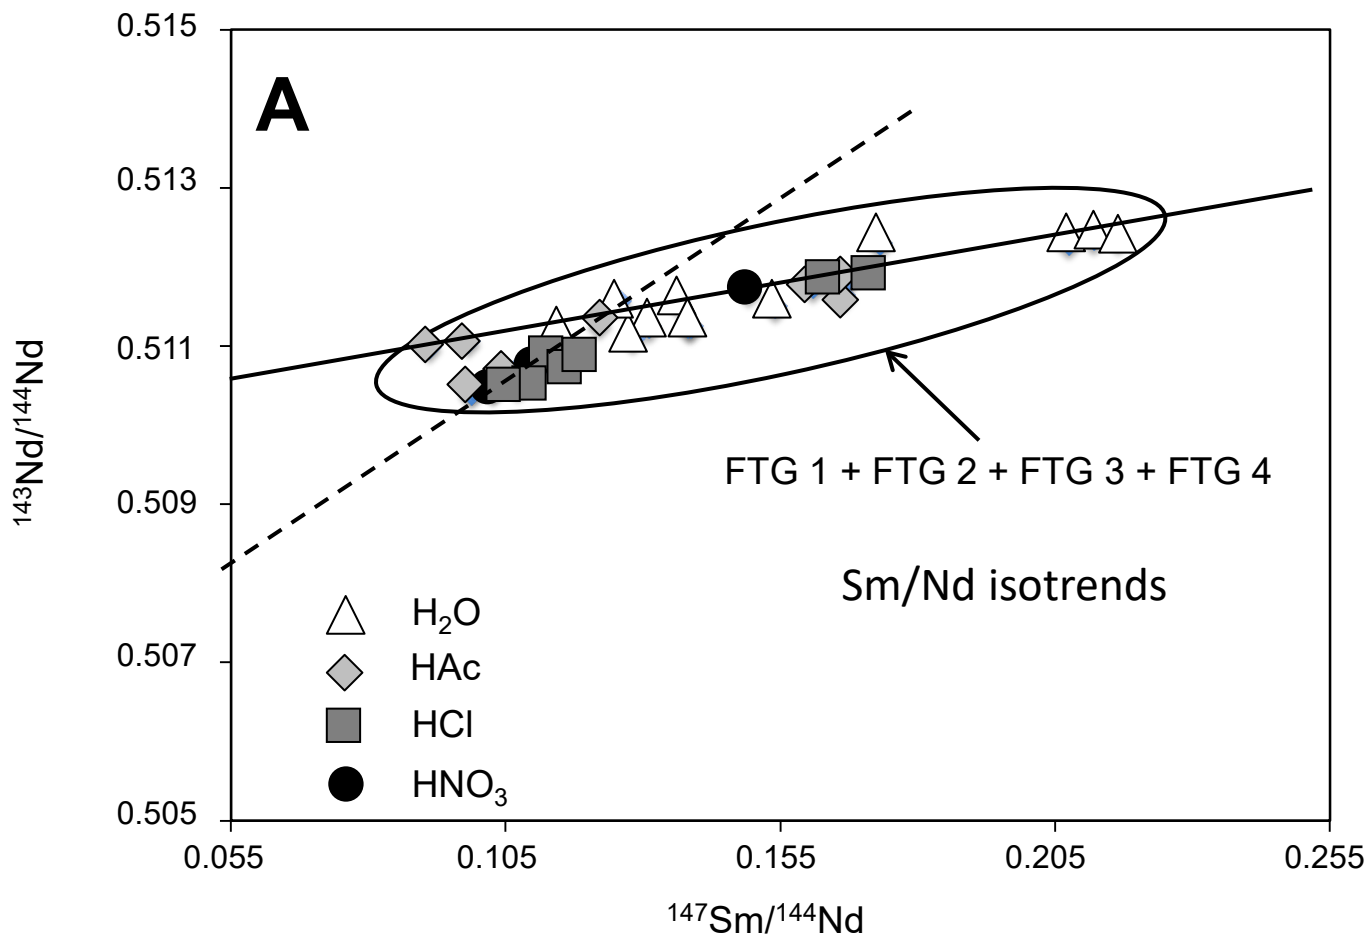 0.515
A
0.513
0.511
0.509
0.507
0.505
¹⁴³Nd/¹⁴⁴Nd
FTG 1 + FTG 2 + FTG 3 + FTG 4
Sm/Nd isotrends
H₂O
HAc
HCl
HNO₃
0.055 0.105 0.155 0.205 0.255
¹⁴⁷Sm/¹⁴⁴Nd